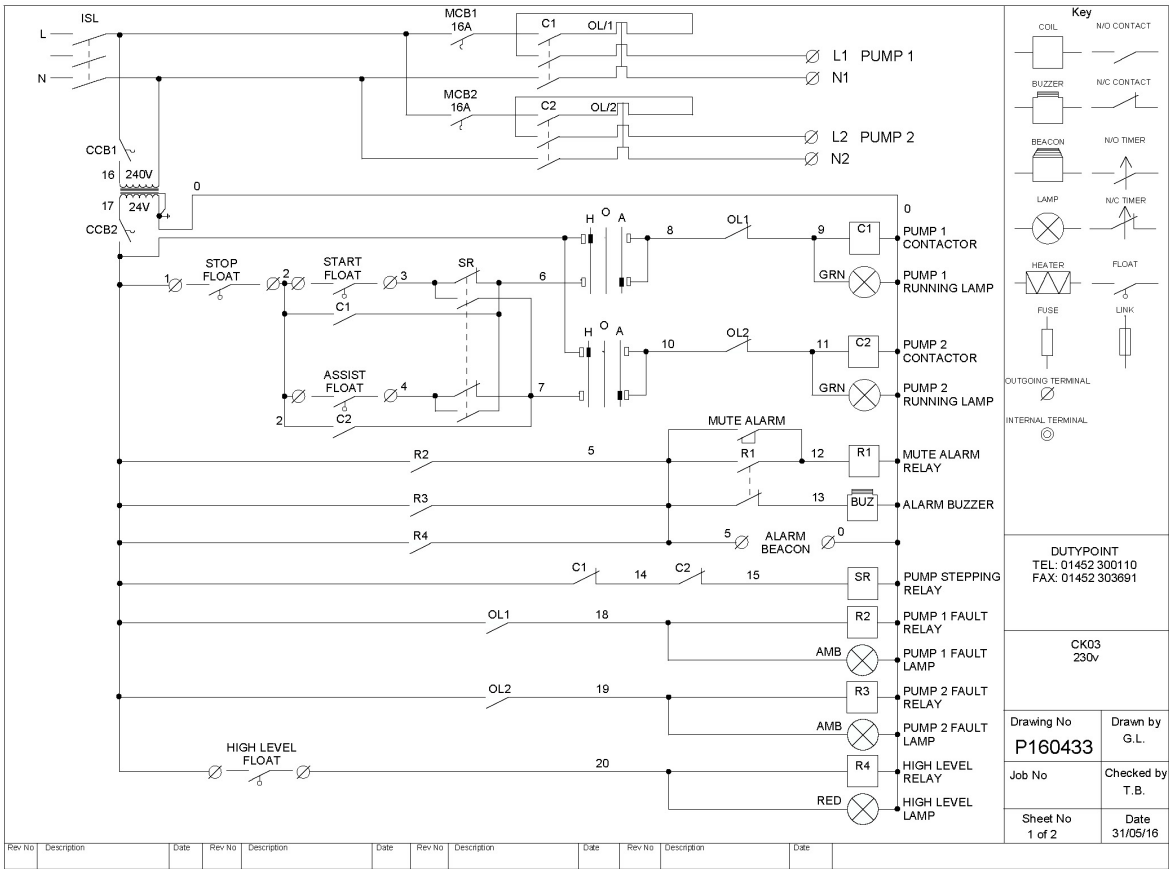 ISL
L
N
MCB1
16A
C1
OL/1
L1 PUMP 1
N1
MCB2
16A
C2
OL/2
L2 PUMP 2
N2
CCB1
16 240V
17 24V
CCB2
0
0
H O A
8
OL1
9
C1
PUMP 1
CONTACTOR
GRN
PUMP 1
RUNNING LAMP
1
STOP
FLOAT
2
START
FLOAT
3
SR
6
C1
H O A
10
OL2
11
C2
PUMP 2
CONTACTOR
GRN
PUMP 2
RUNNING LAMP
ASSIST
FLOAT
4
7
2
C2
MUTE ALARM
R2
5
R1
12
R1
MUTE ALARM
RELAY
R3
13
BUZ
ALARM BUZZER
R4
5
ALARM
BEACON
0
C1
14
C2
15
SR
PUMP STEPPING
RELAY
OL1
18
R2
PUMP 1 FAULT
RELAY
AMB
PUMP 1 FAULT
LAMP
OL2
19
R3
PUMP 2 FAULT
RELAY
AMB
PUMP 2 FAULT
LAMP
HIGH LEVEL
FLOAT
20
R4
HIGH LEVEL
RELAY
RED
HIGH LEVEL
LAMP
Key
COIL
N/O CONTACT
BUZZER
N/C CONTACT
BEACON
N/O TIMER
LAMP
N/C TIMER
HEATER
FLOAT
FUSE
LINK
OUTGOING TERMINAL
INTERNAL TERMINAL
DUTYPOINT
TEL: 01452 300110
FAX: 01452 303691
CK03
230v
Drawing No
P160433
Drawn by
G.L.
Job No
Checked by
T.B.
Sheet No
1 of 2
Date
31/05/16
Rev No Description Date Rev No Description Date Rev No Description Date Rev No Description Date